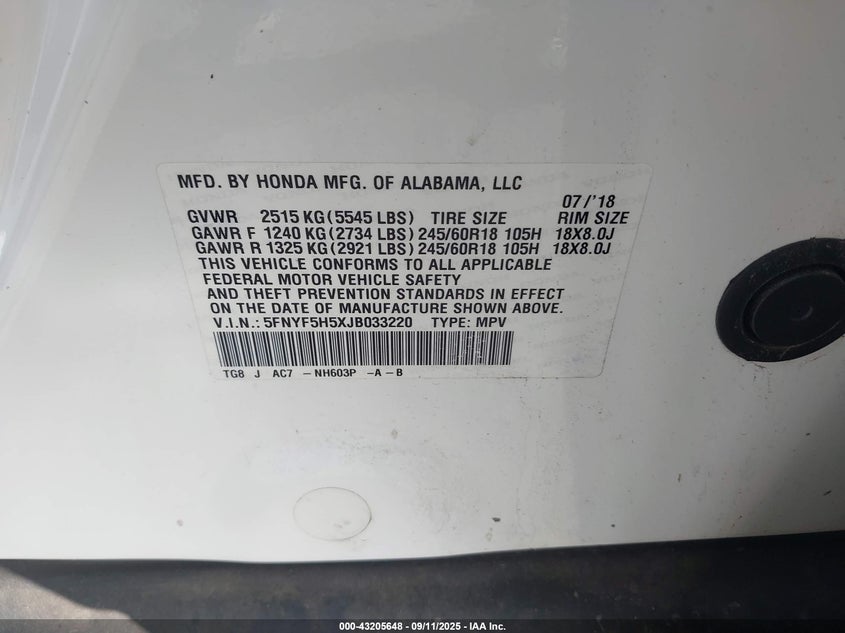 MFD. BY HONDA MFG. OF ALABAMA, LLC
07/'18
GVWR 2515 KG (5545 LBS) TIRE SIZE RIM SIZE
GAWR F 1240 KG (2734 LBS) 245/60R18 105H 18X8.0J
GAWR R 1325 KG (2921 LBS) 245/60R18 105H 18X8.0J
THIS VEHICLE CONFORMS TO ALL APPLICABLE
FEDERAL MOTOR VEHICLE SAFETY
AND THEFT PREVENTION STANDARDS IN EFFECT
ON THE DATE OF MANUFACTURE SHOWN ABOVE.
V.I.N.: 5FNYF5H5XJB033220 TYPE: MPV
TG8 J AC7 – NH603P –A–B
000-43205648 - 09/11/2025 - IAA Inc.